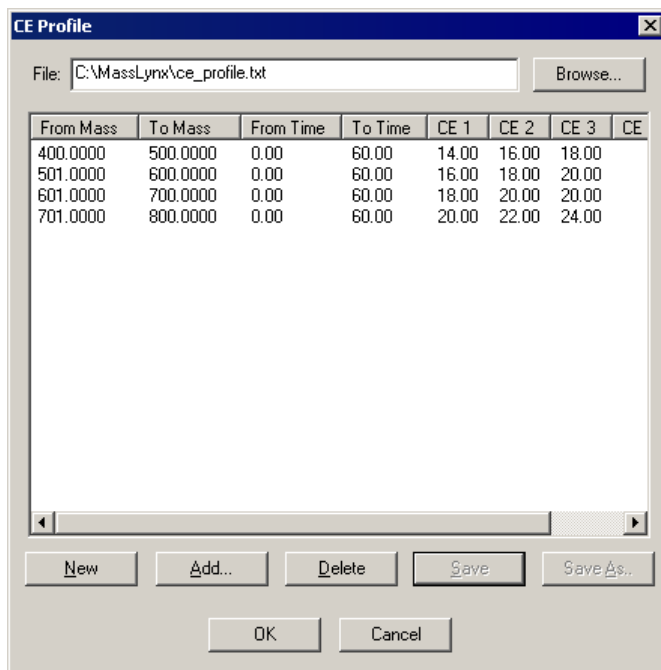 CE Profile
File: C:\MassLynx\ce_profile.txt Browse...
From Mass To Mass From Time To Time CE 1 CE 2 CE 3 CE
400.0000 500.0000 0.00 60.00 14.00 16.00 18.00
501.0000 600.0000 0.00 60.00 16.00 18.00 20.00
601.0000 700.0000 0.00 60.00 18.00 20.00 20.00
701.0000 800.0000 0.00 60.00 20.00 22.00 24.00
New Add... Delete Save Save As..
OK Cancel